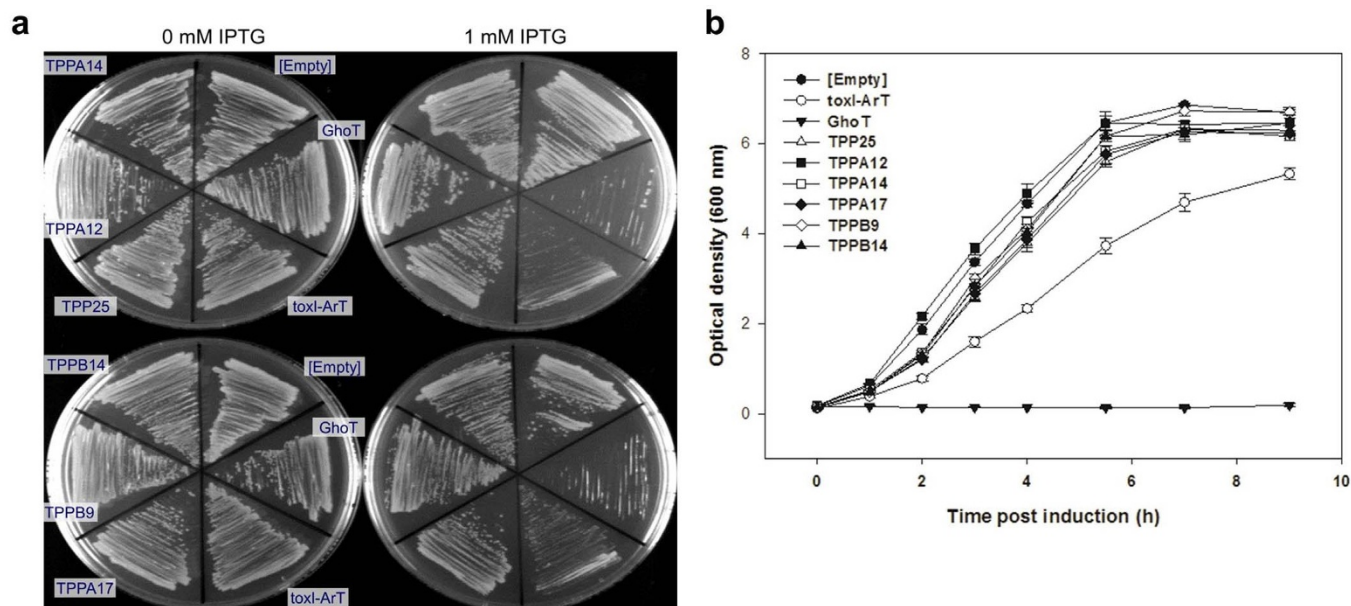 a
0 mM IPTG
1 mM IPTG
TPPA14
[Empty]
GhoT
TPPA12
TPP25
toxI-ArT
TPPB14
[Empty]
GhoT
TPPB9
TPPA17
toxI-ArT
b
[Empty]
toxI-ArT
GhoT
TPP25
TPPA12
TPPA14
TPPA17
TPPB9
TPPB14
Optical density (600 nm)
8
6
4
2
0
0 2 4 6 8 10
Time post induction (h)